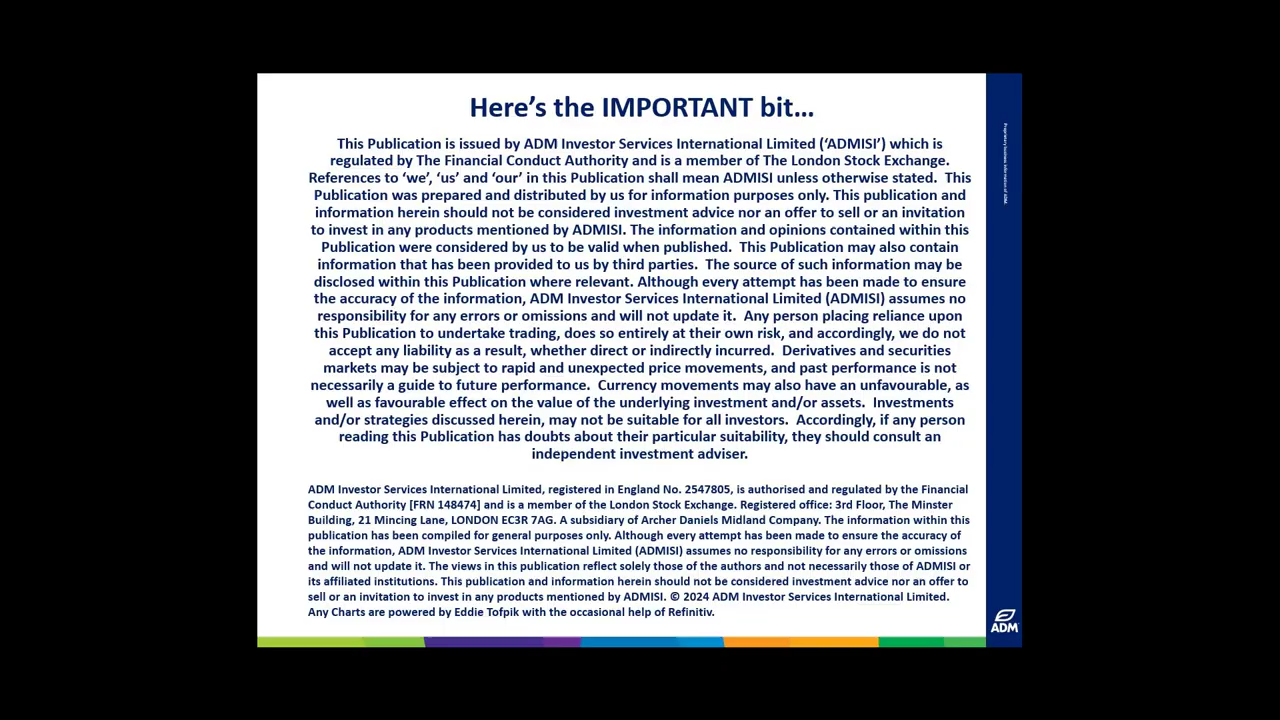 Here’s the IMPORTANT bit…
This Publication is issued by ADM Investor Services International Limited (‘ADMISI’) which is
regulated by The Financial Conduct Authority and is a member of The London Stock Exchange.
References to ‘we’, ‘us’ and ‘our’ in this Publication shall mean ADMISI unless otherwise stated.  This
Publication was prepared and distributed by us for information purposes only. This publication and
information herein should not be considered investment advice nor an offer to sell or an invitation
to invest in any products mentioned by ADMISI. The information and opinions contained within this
Publication were considered by us to be valid when published.  This Publication may also contain
information that has been provided to us by third parties.  The source of such information may be
disclosed within this Publication where relevant. Although every attempt has been made to ensure
the accuracy of the information, ADM Investor Services International Limited (ADMISI) assumes no
responsibility for any errors or omissions and will not update it.  Any person placing reliance upon
this Publication to undertake trading, does so entirely at their own risk, and accordingly, we do not
accept any liability as a result, whether direct or indirectly incurred.  Derivatives and securities
markets may be subject to rapid and unexpected price movements, and past performance is not
necessarily a guide to future performance.  Currency movements may also have an unfavourable, as
well as favourable effect on the value of the underlying investment and/or assets.  Investments
and/or strategies discussed herein, may not be suitable for all investors.  Accordingly, if any person
reading this Publication has doubts about their particular suitability, they should consult an
independent investment adviser.
ADM Investor Services International Limited, registered in England No. 2547805, is authorised and regulated by the Financial
Conduct Authority [FRN 148474] and is a member of the London Stock Exchange. Registered office: 3rd Floor, The Minster
Building, 21 Mincing Lane, LONDON EC3R 7AG. A subsidiary of Archer Daniels Midland Company. The information within this
publication has been compiled for general purposes only. Although every attempt has been made to ensure the accuracy of
the information, ADM Investor Services International Limited (ADMISI) assumes no responsibility for any errors or omissions
and will not update it. The views in this publication reflect solely those of the authors and not necessarily those of ADMISI or
its affiliated institutions. This publication and information herein should not be considered investment advice nor an offer to
sell or an invitation to invest in any products mentioned by ADMISI. © 2024 ADM Investor Services International Limited.
Any Charts are powered by Eddie Tofpik with the occasional help of Refinitiv.
Proprietary business information of ADM.
ADM